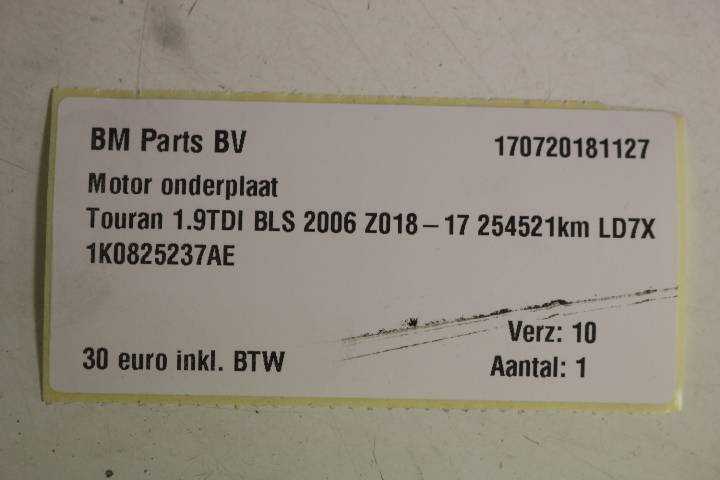 BM Parts BV 170720181127
Motor onderplaat
Touran 1.9TDI BLS 2006 Z018-17 254521km LD7X
1K0825237AE
Verz: 10
30 euro inkl. BTW Aantal: 1